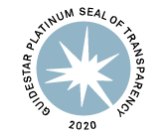 GUIDESTAR PLATINUM SEAL OF TRANSPARENCY
2020